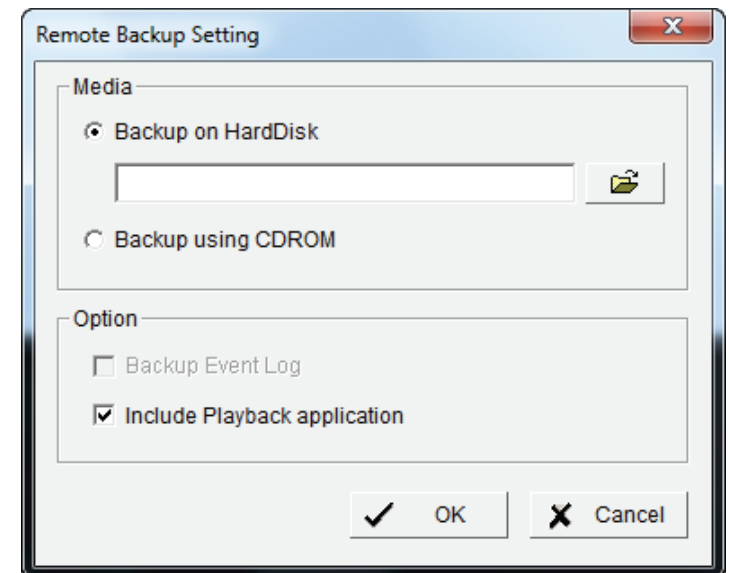 Remote Backup Setting
Media
Backup on HardDisk
Backup using CDROM
Option
Backup Event Log
Include Playback application
OK
Cancel